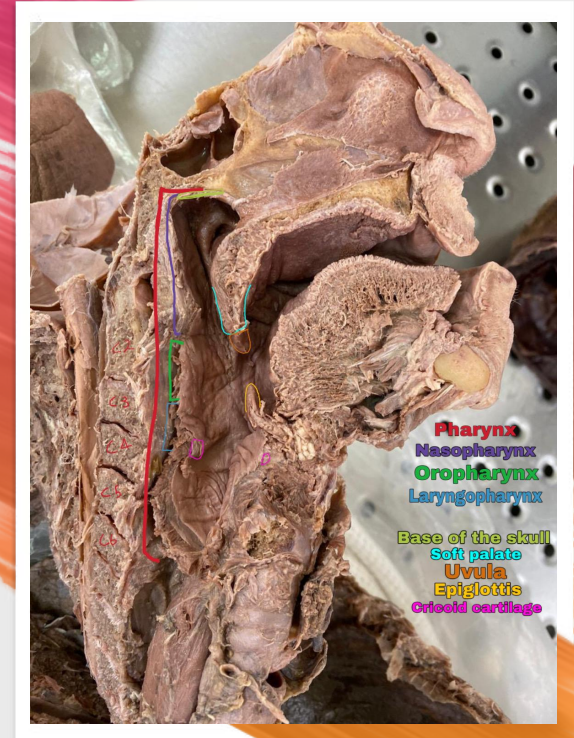 C2
C3
C4
C5
C6
Pharynx
Nasopharynx
Oropharynx
Laryngopharynx
Base of the skull
Soft palate
Uvula
Epiglottis
Cricoid cartilage